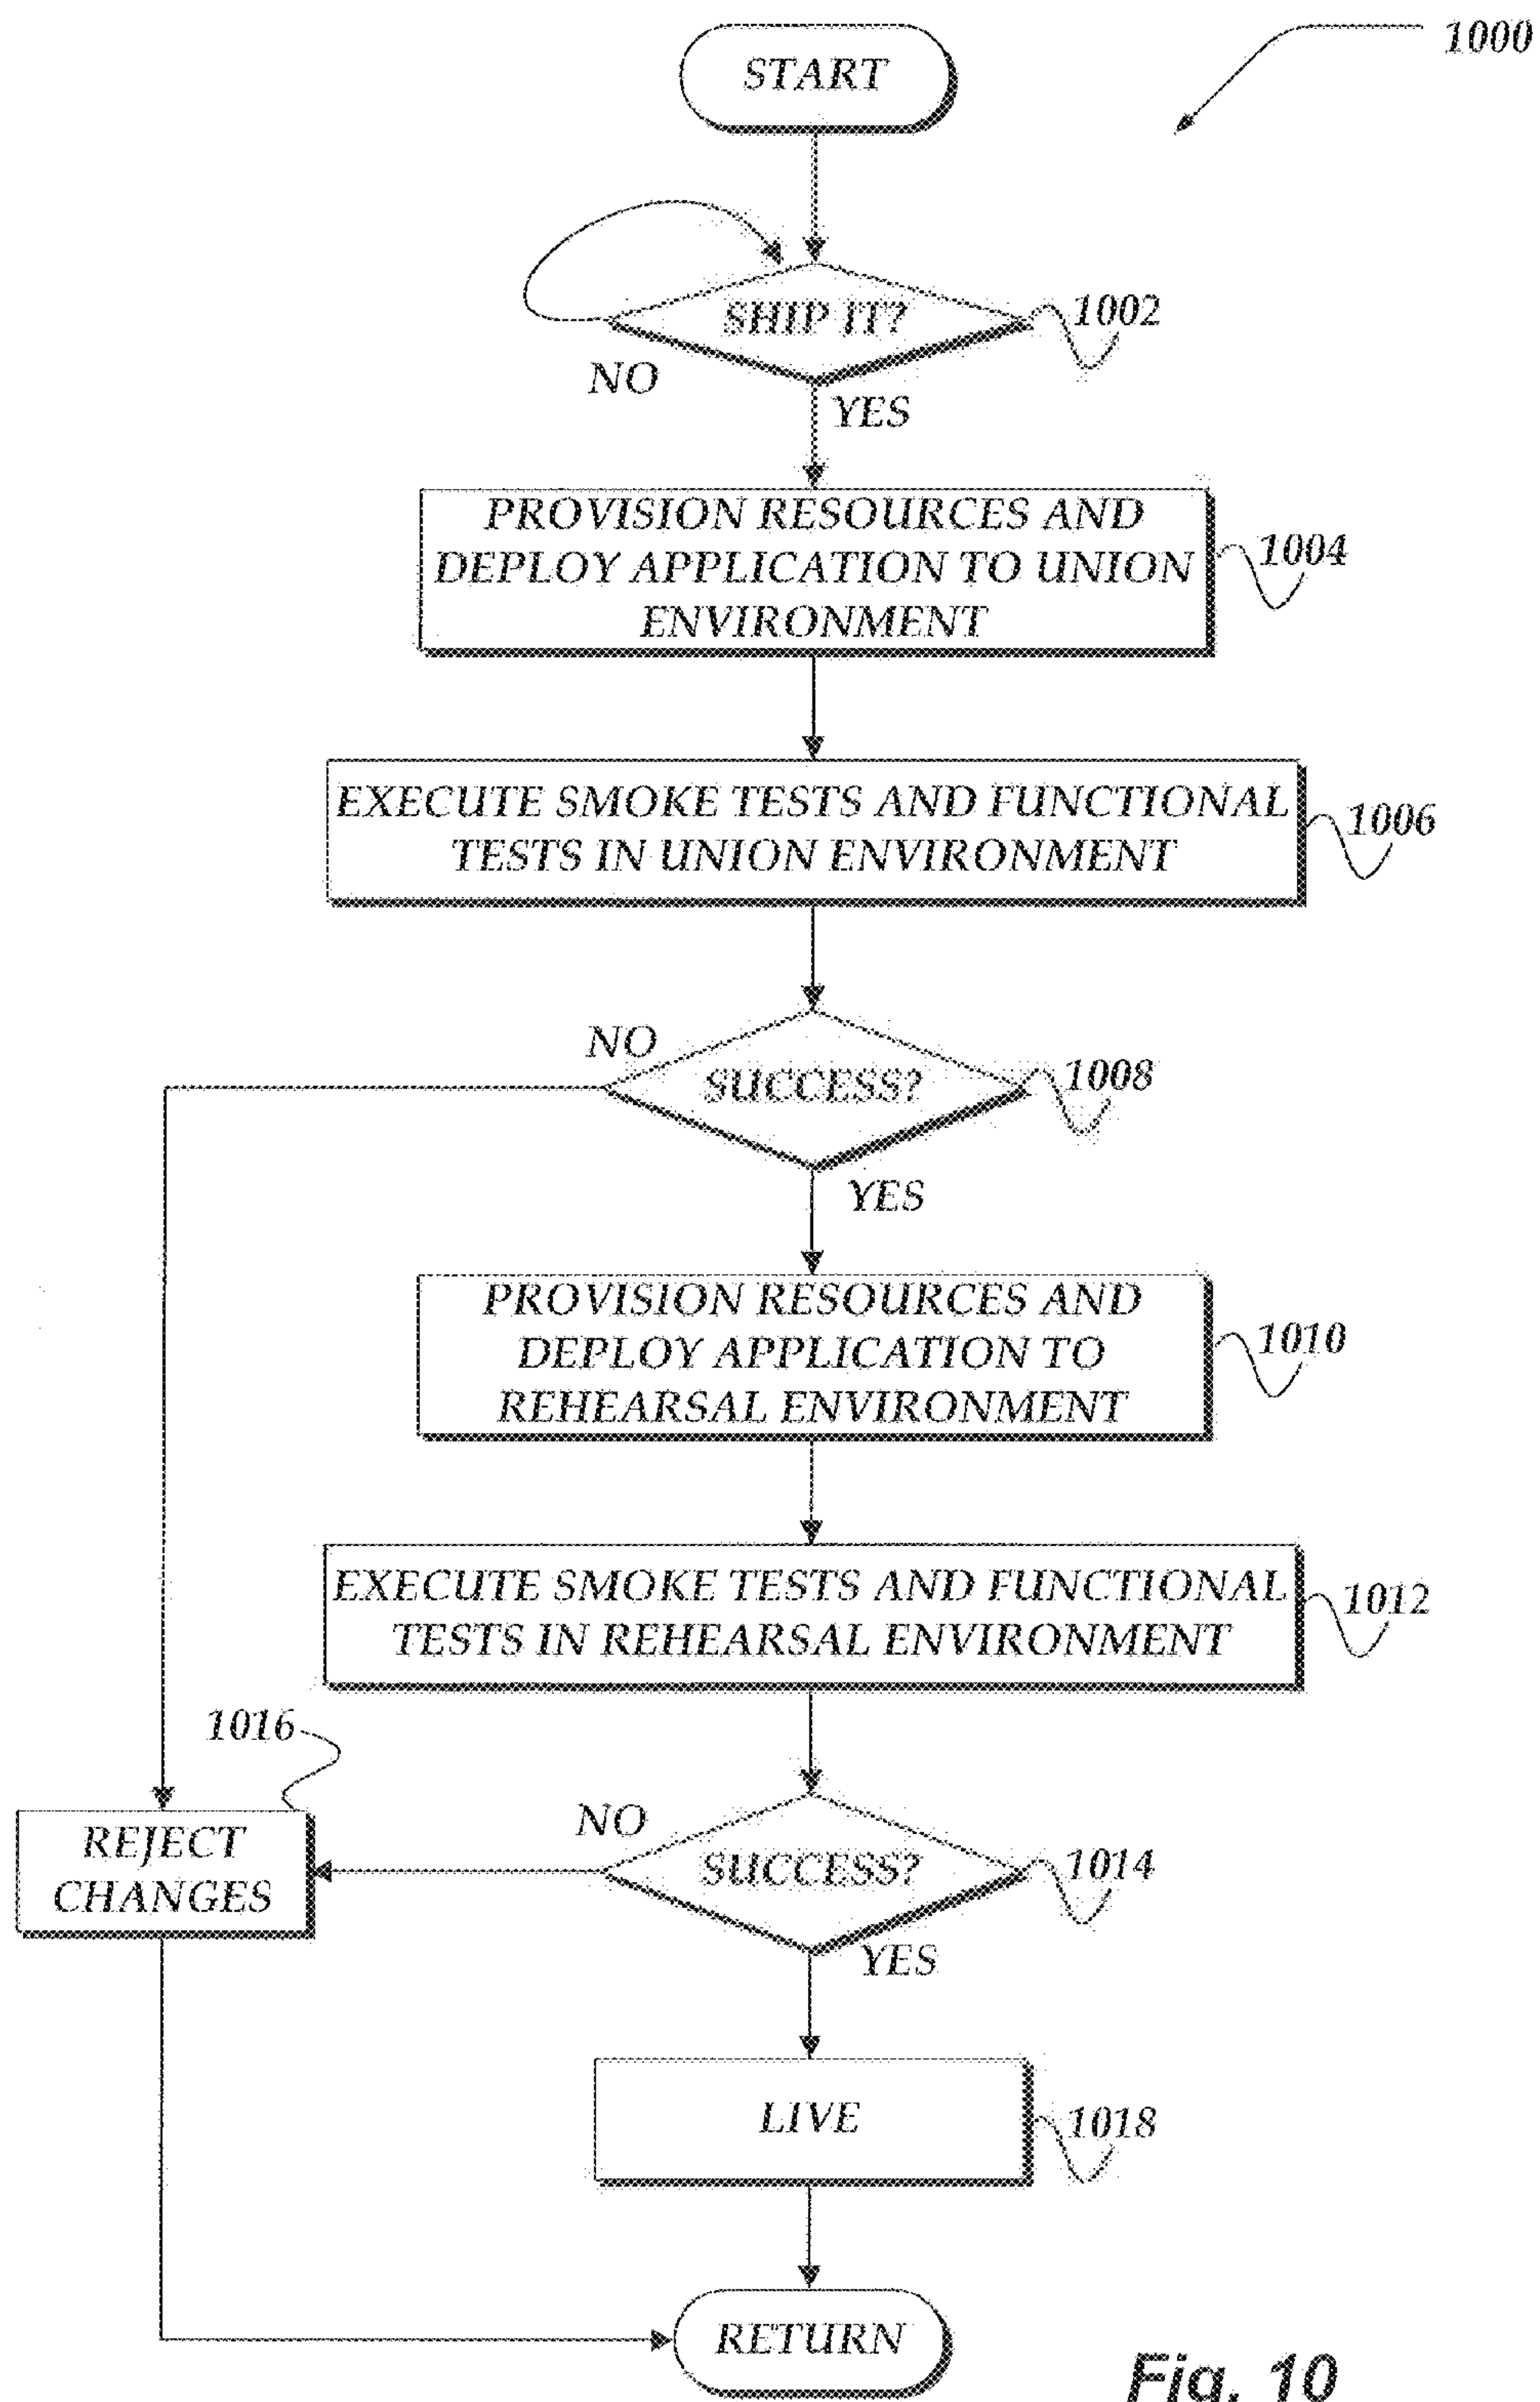 1000
START
SHIP IT?
1002
NO
YES
PROVISION RESOURCES AND
DEPLOY APPLICATION TO UNION
ENVIRONMENT
1004
EXECUTE SMOKE TESTS AND FUNCTIONAL
TESTS IN UNION ENVIRONMENT
1006
NO
SUCCESS?
1008
YES
PROVISION RESOURCES AND
DEPLOY APPLICATION TO
REHEARSAL ENVIRONMENT
1010
EXECUTE SMOKE TESTS AND FUNCTIONAL
TESTS IN REHEARSAL ENVIRONMENT
1012
1016
REJECT
CHANGES
NO
SUCCESS?
1014
YES
LIVE
1018
RETURN
Fig. 10